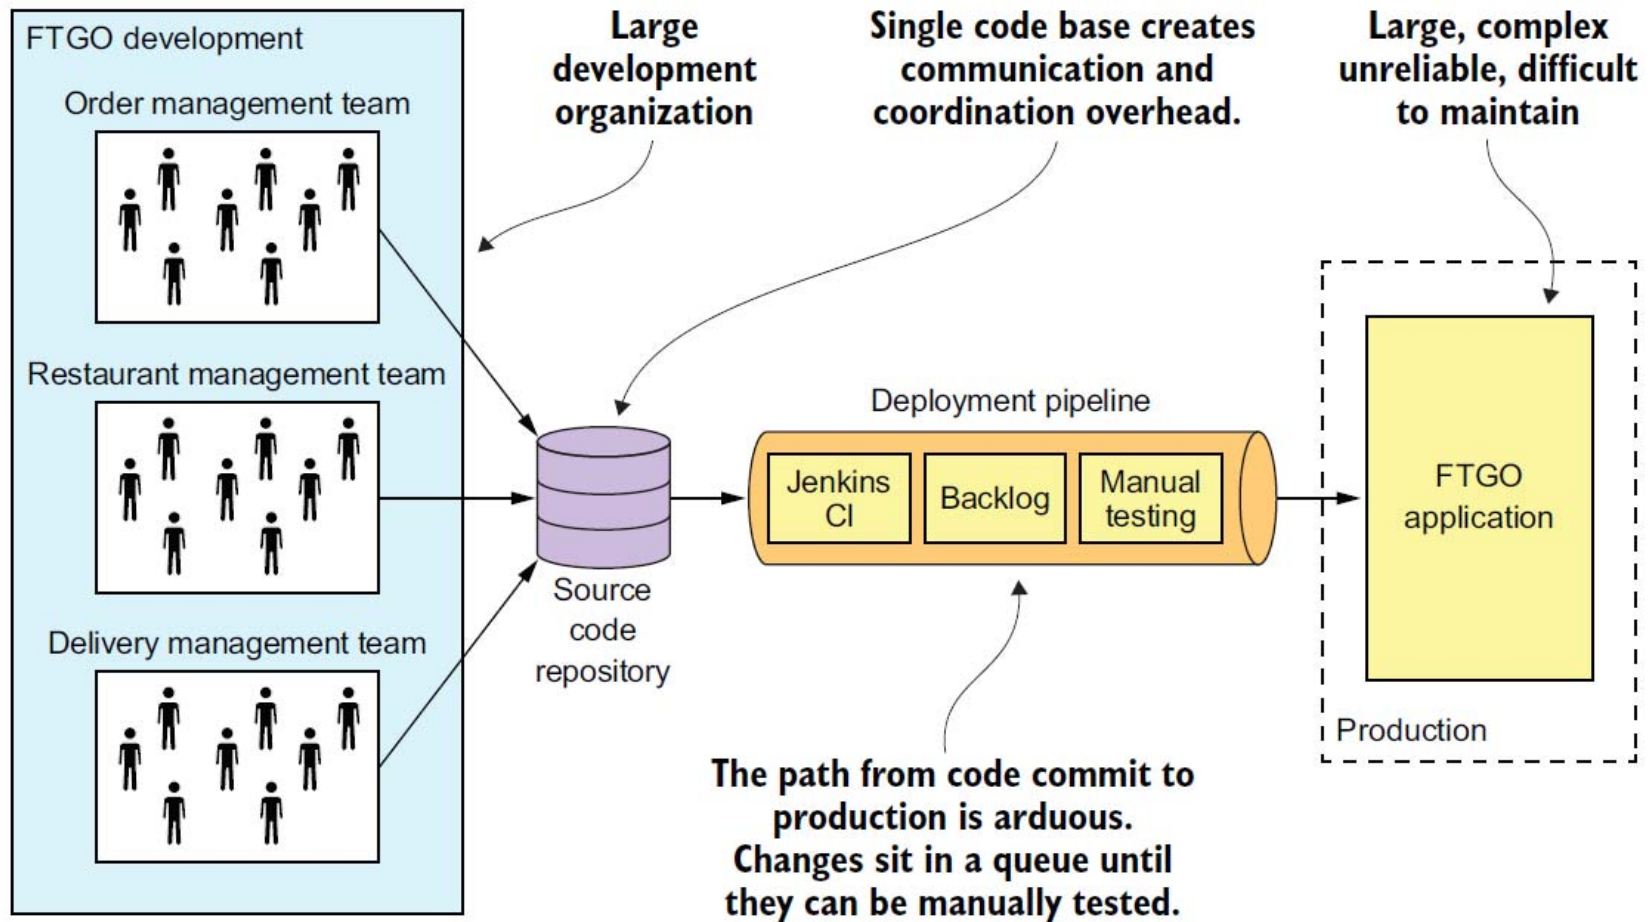 FTGO development
Order management team
Restaurant management team
Delivery management team
Large
development
organization
Single code base creates
communication and
coordination overhead.
Large, complex
unreliable, difficult
to maintain
Source
code
repository
Deployment pipeline
Jenkins
CI
Backlog
Manual
testing
FTGO
application
Production
The path from code commit to
production is arduous.
Changes sit in a queue until
they can be manually tested.